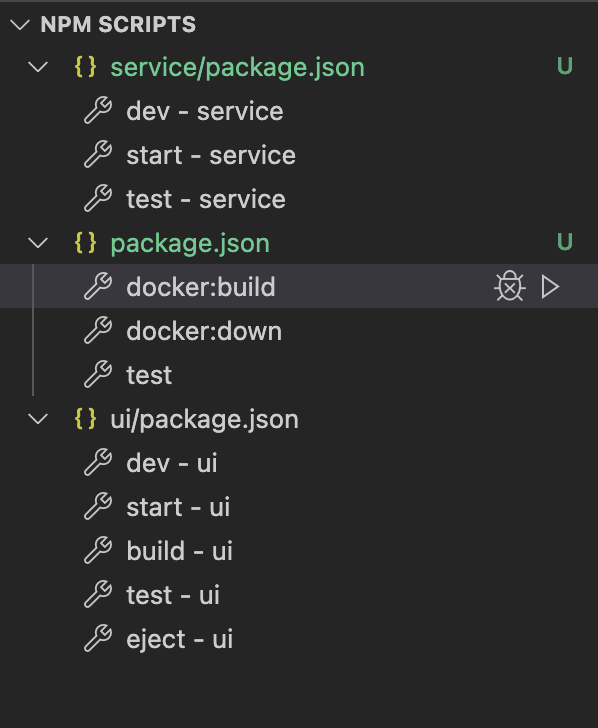 NPM SCRIPTS
{} service/package.json U
dev - service
start - service
test - service
{} package.json U
docker:build
docker:down
test
{} ui/package.json
dev - ui
start - ui
build - ui
test - ui
eject - ui